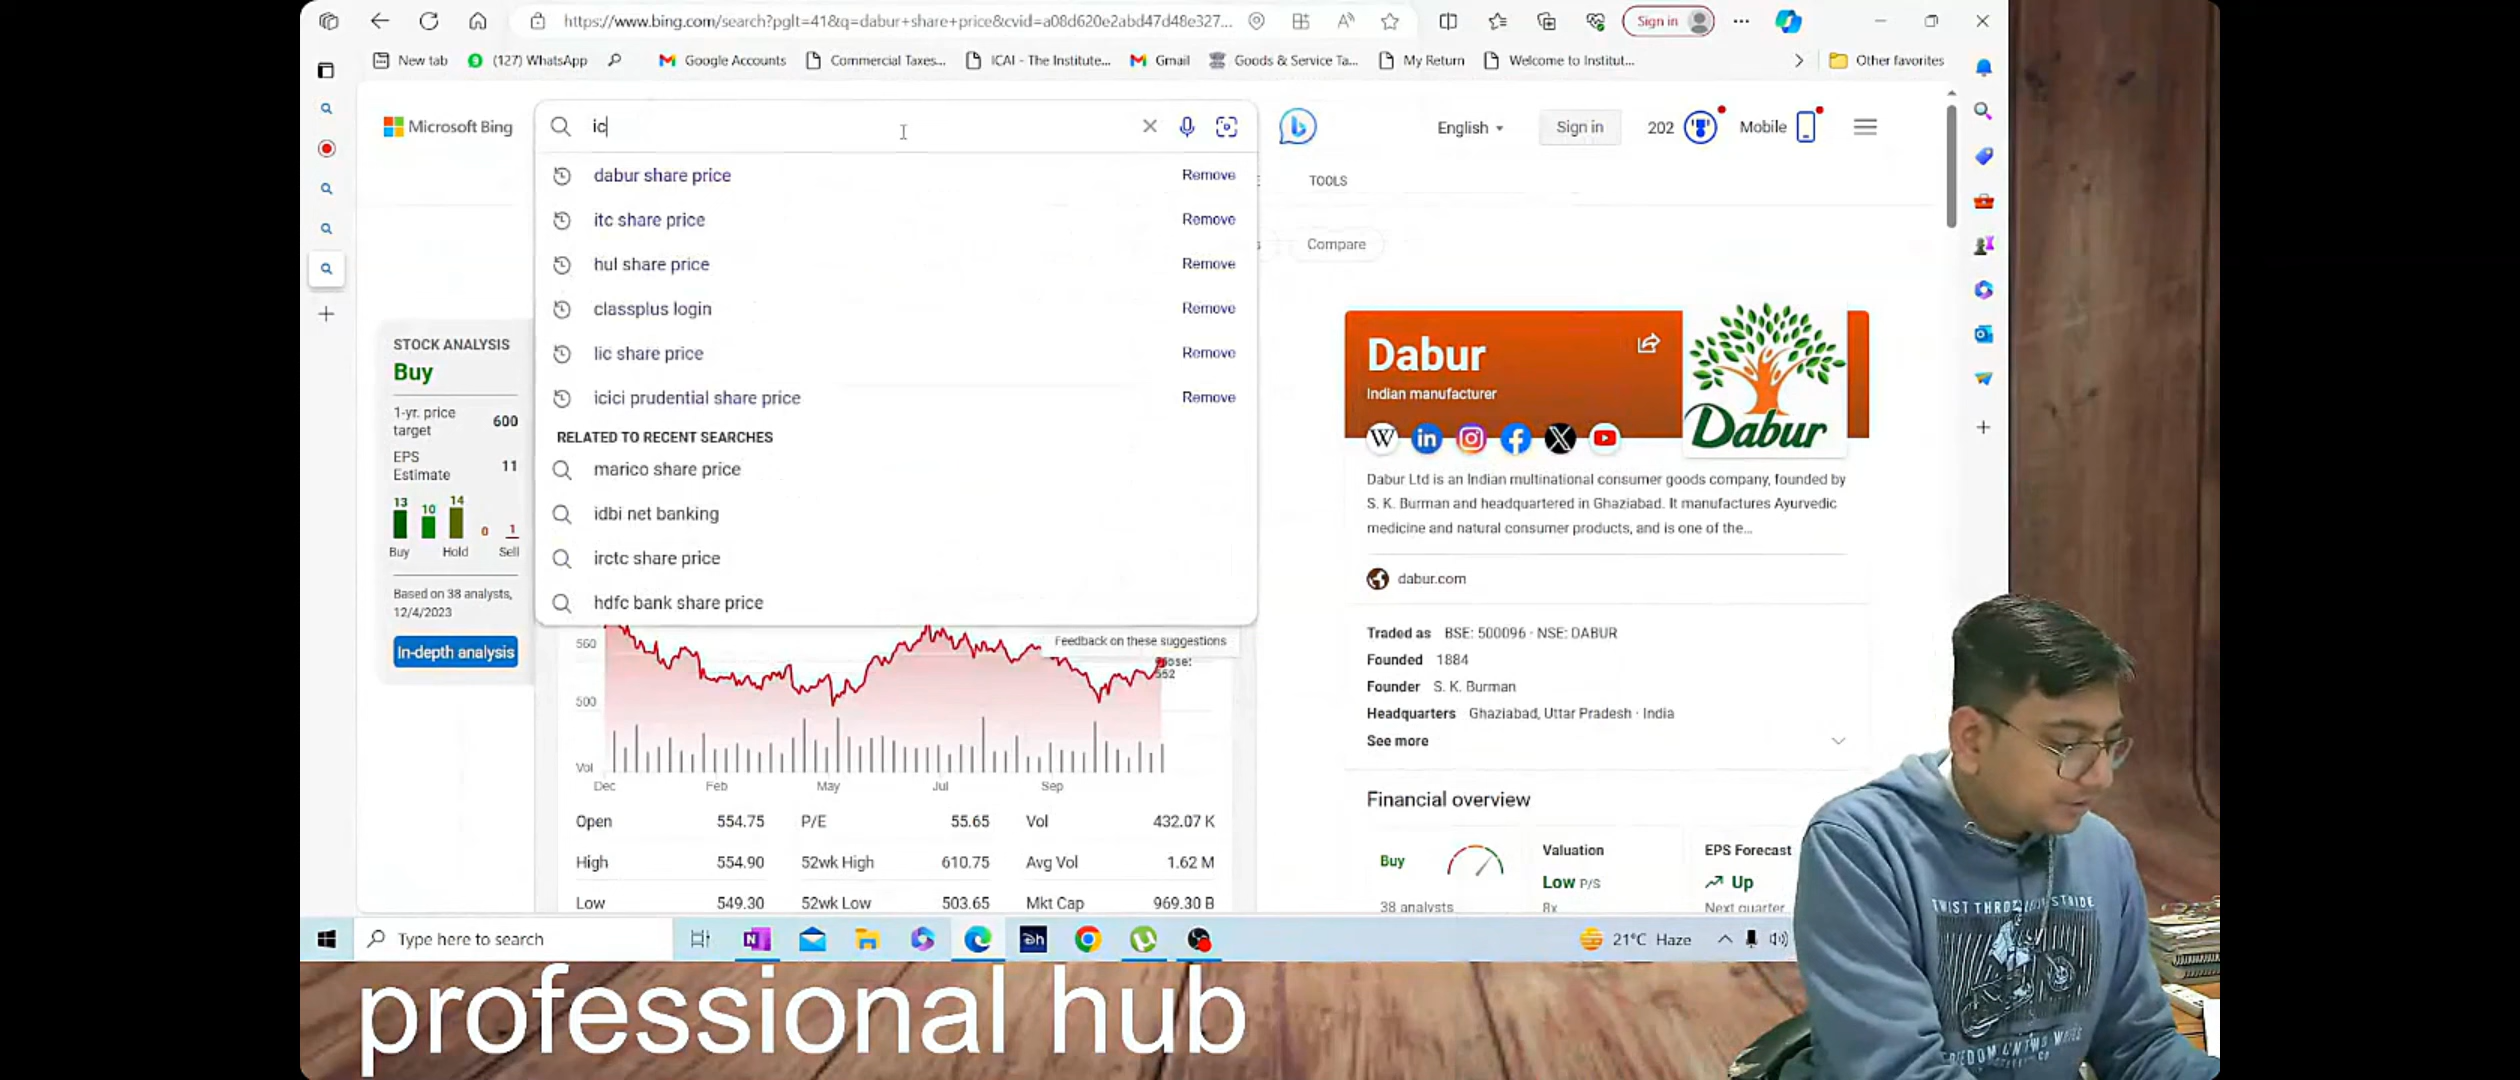 https://www.bing.com/search?pglt=41&q=dabur+share+price&cvid=a08d620e2abd47d48e327...
Sign in
New tab
(127) WhatsApp
Google Accounts
Commercial Taxes...
ICAI - The Institute...
Gmail
Goods & Service Ta...
My Return
Welcome to Institut...
Other favorites
Microsoft Bing
ic
English
Sign in
202
Mobile
TOOLS
Compare
dabur share price Remove
itc share price Remove
hul share price Remove
classplus login Remove
lic share price Remove
icici prudential share price Remove
RELATED TO RECENT SEARCHES
marico share price
idbi net banking
irctc share price
hdfc bank share price
Feedback on these suggestions
STOCK ANALYSIS
Buy
1-yr. price target 600
EPS Estimate 11
13 10 14 0 1
Buy Hold Sell
Based on 38 analysts, 12/4/2023
In-depth analysis
560
500
Vol
Dec Feb May Jul Sep
Open 554.75 P/E 55.65 Vol 432.07 K
High 554.90 52wk High 610.75 Avg Vol 1.62 M
Low 549.30 52wk Low 503.65 Mkt Cap 969.30 B
Dabur
Indian manufacturer
Dabur
Dabur Ltd is an Indian multinational consumer goods company, founded by
S. K. Burman and headquartered in Ghaziabad. It manufactures Ayurvedic
medicine and natural consumer products, and is one of the...
dabur.com
Traded as BSE: 500096 · NSE: DABUR
Founded 1884
Founder S. K. Burman
Headquarters Ghaziabad, Uttar Pradesh · India
See more
Financial overview
Buy
38 analysts
Valuation
Low P/S
EPS Forecast
Up
Next quarter
Type here to search
21°C Haze
professional hub